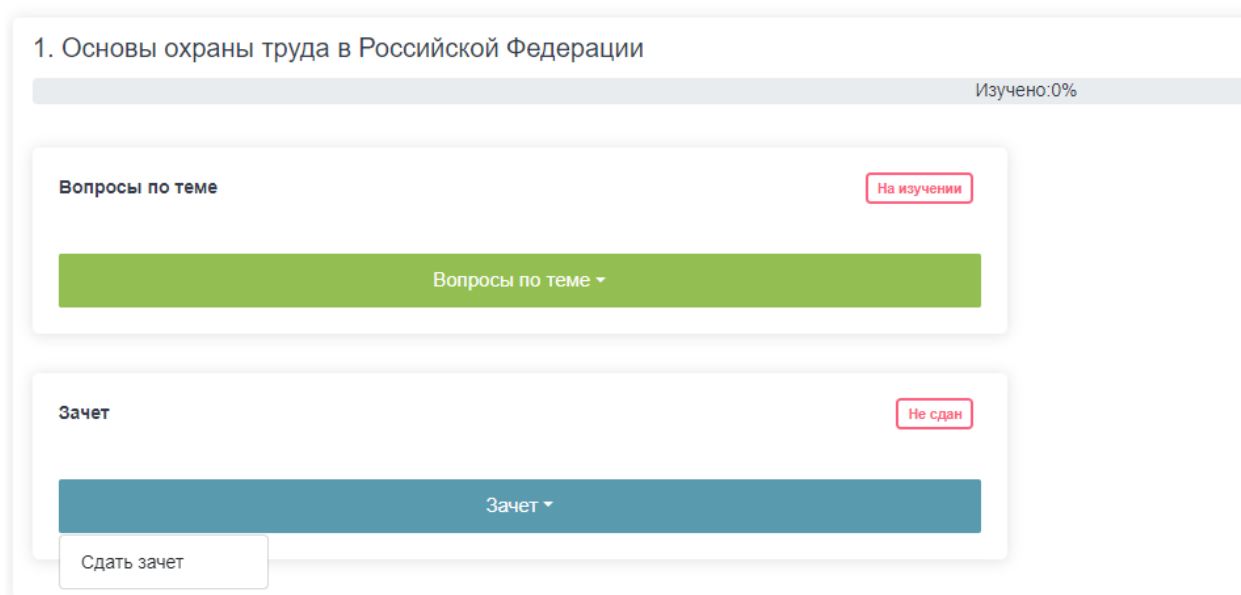 1. Основы охраны труда в Российской Федерации
Изучено:0%
Вопросы по теме
На изучении
Вопросы по теме
Зачет
Не сдан
Зачет
Сдать зачет